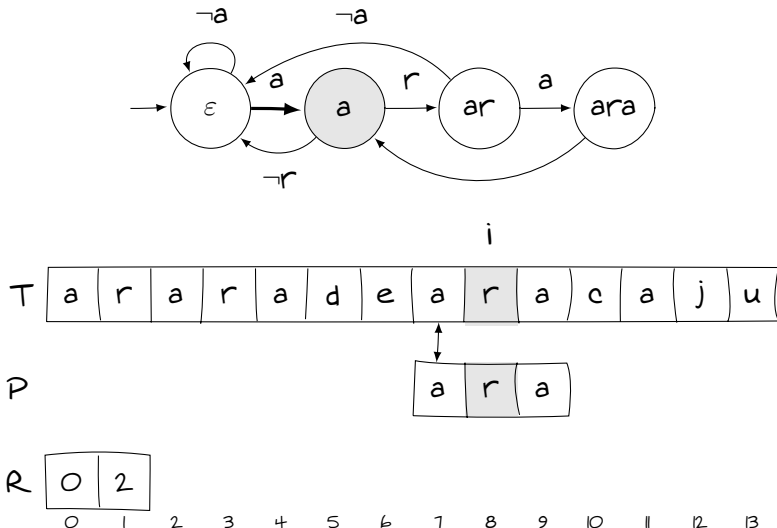 ¬a ¬a
a r a
ε a ar ara
¬r
i
T a r a r a d e a r a c a j u
P a r a
R 0 2
0 1 2 3 4 5 6 7 8 9 10 11 12 13